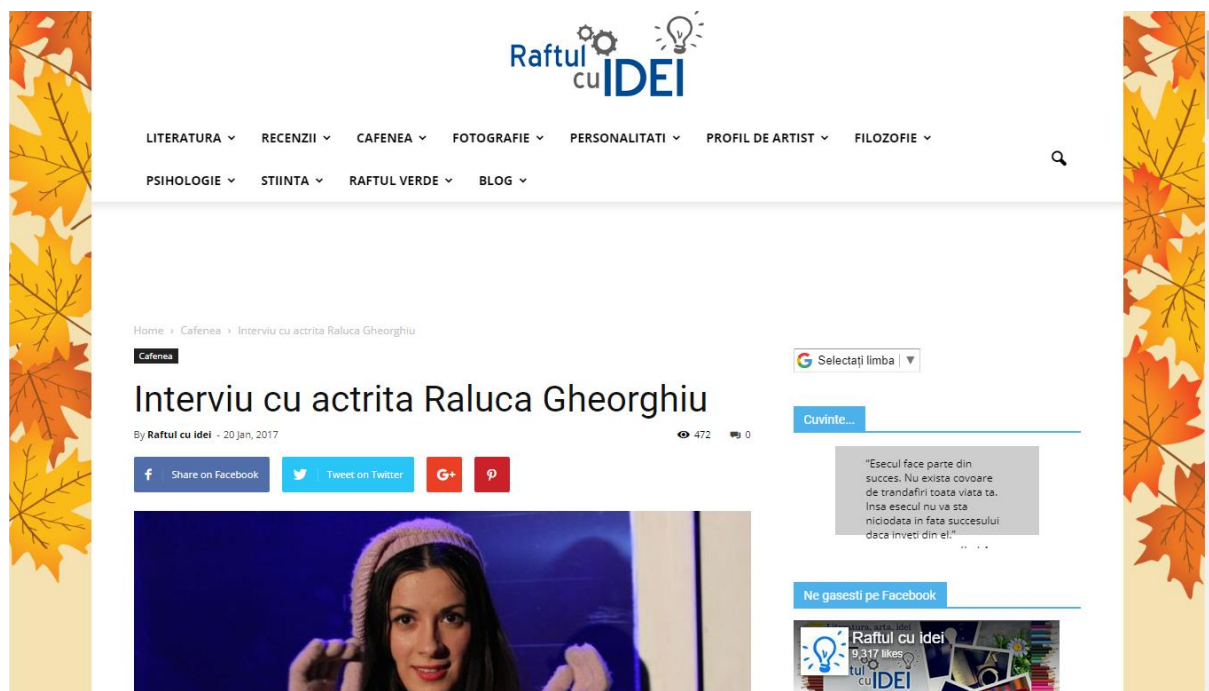 Raftul
cu IDEI
LITERATURA RECENZII CAFENEA FOTOGRAFIE PERSONALITATI PROFIL DE ARTIST FILOZOFIE
PSIHOLOGIE STIINTA RAFTUL VERDE BLOG
Home › Cafenea › Interviu cu actrita Raluca Gheorghiu
Cafenea
Interviu cu actrita Raluca Gheorghiu
By Raftul cu idei - 20 Jan, 2017 472 0
Share on Facebook Tweet on Twitter G+
G Selectați limba ▼
Cuvinte...
“Esecul face parte din
succes. Nu exista covoare
de trandafiri toata viata ta.
Insa esecul nu va sta
niciodata in fata succesului
daca inveti din el.”
Ne gasesti pe Facebook
Raftul cu idei
9,317 likes
cu IDEI